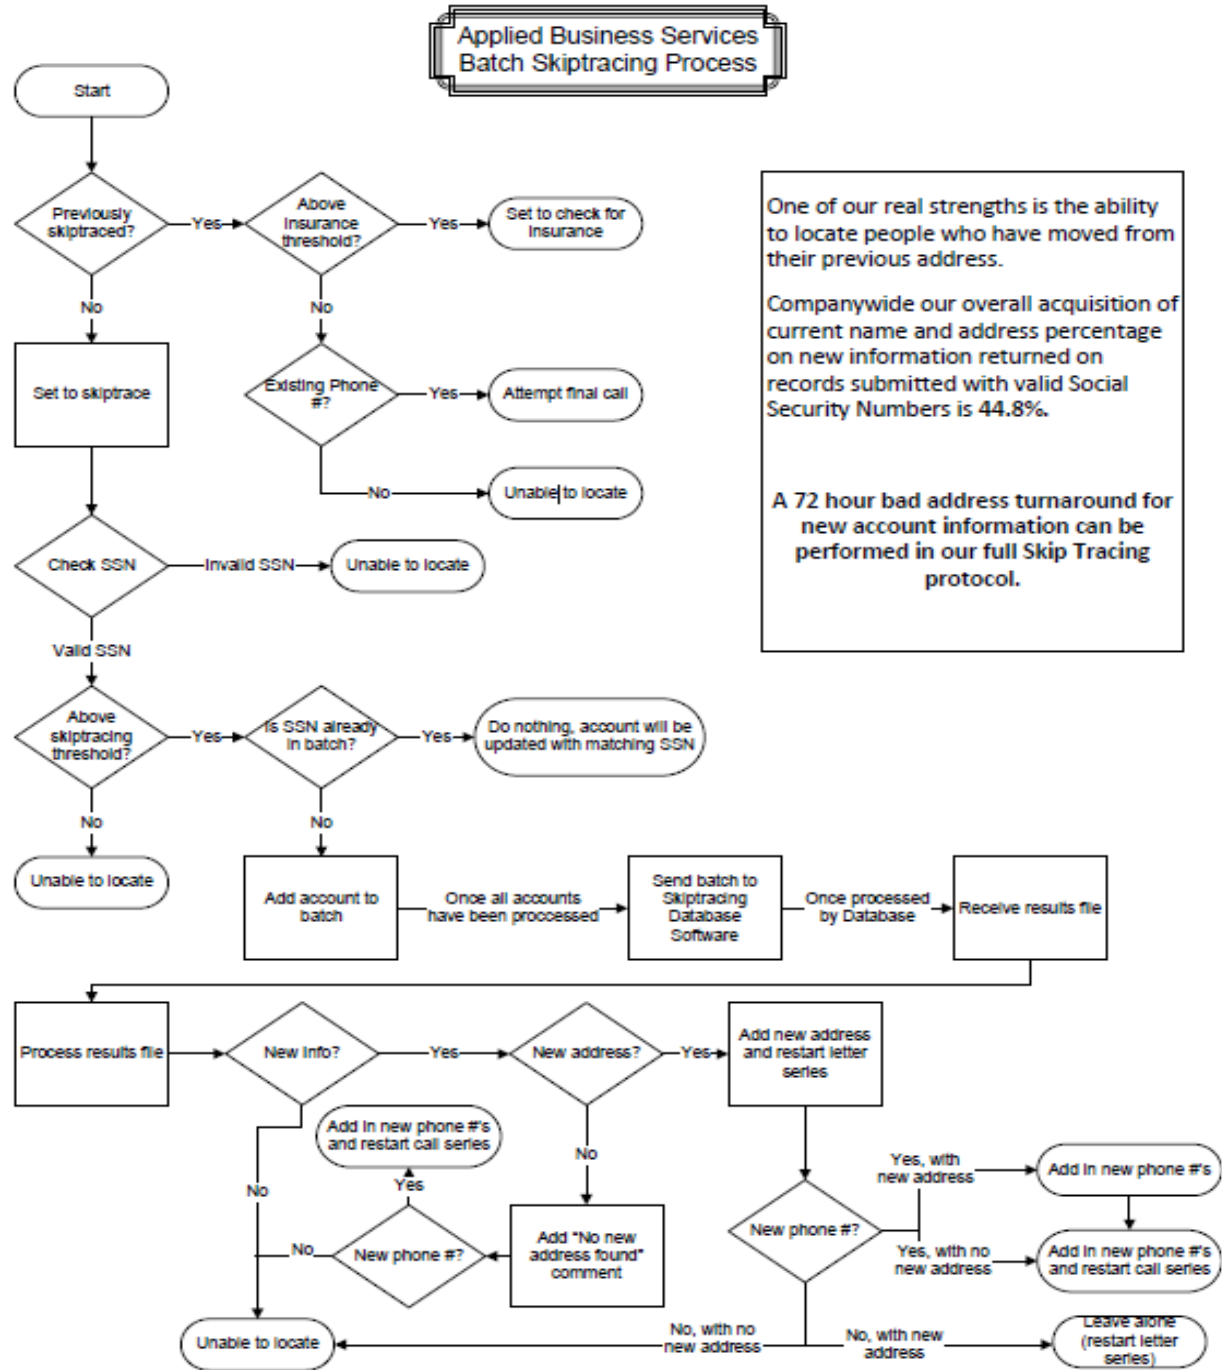 Applied Business Services
Batch Skiptracing Process
Start
Previously
skiptraced?
Yes
Above
Insurance
threshold?
Yes
Set to check for
Insurance
No
No
Set to skiptrace
Existing Phone
#?
Yes
Attempt final call
No
Unable to locate
One of our real strengths is the ability
to locate people who have moved from
their previous address.
Companywide our overall acquisition of
current name and address percentage
on new information returned on
records submitted with valid Social
Security Numbers is 44.8%.
A 72 hour bad address turnaround for
new account information can be
performed in our full Skip Tracing
protocol.
Check SSN
Invalid SSN
Unable to locate
Valid SSN
Above
skiptracing
threshold?
Yes
Is SSN already
in batch?
Yes
Do nothing, account will be
updated with matching SSN
No
No
Unable to locate
Add account to
batch
Once all accounts
have been proccessed
Send batch to
Skiptracing
Database
Software
Once processed
by Database
Receive results file
Process results file
New Info?
Yes
New address?
Yes
Add new address
and restart letter
series
Add in new phone #'s
and restart call series
No
No
Yes
New phone #?
No
Add "No new
address found"
comment
New phone #?
Yes, with
new address
Add in new phone #'s
Yes, with no
new address
Add in new phone #'s
and restart call series
Unable to locate
No, with no
new address
No, with new
address
Leave alone
(restart letter
series)